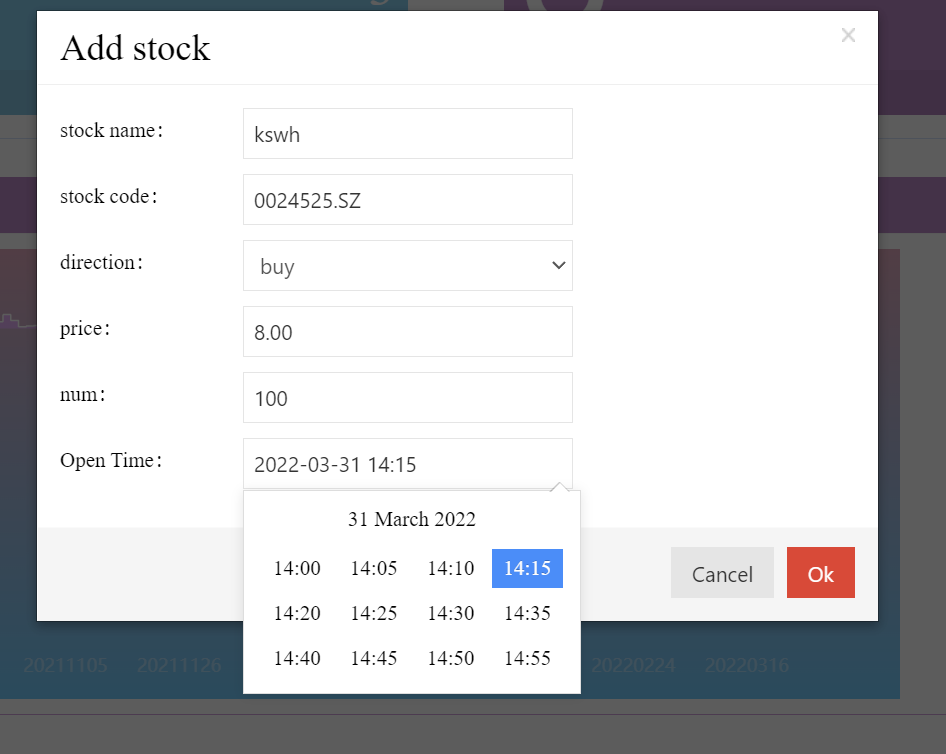 Add stock
×
stock name：
kswh
stock code：
0024525.SZ
direction：
buy
price：
8.00
num：
100
Open Time：
2022-03-31 14:15
31 March 2022
14:00 14:05 14:10 14:15
14:20 14:25 14:30 14:35
14:40 14:45 14:50 14:55
Cancel Ok
20211105 20211126 20220224 20220316